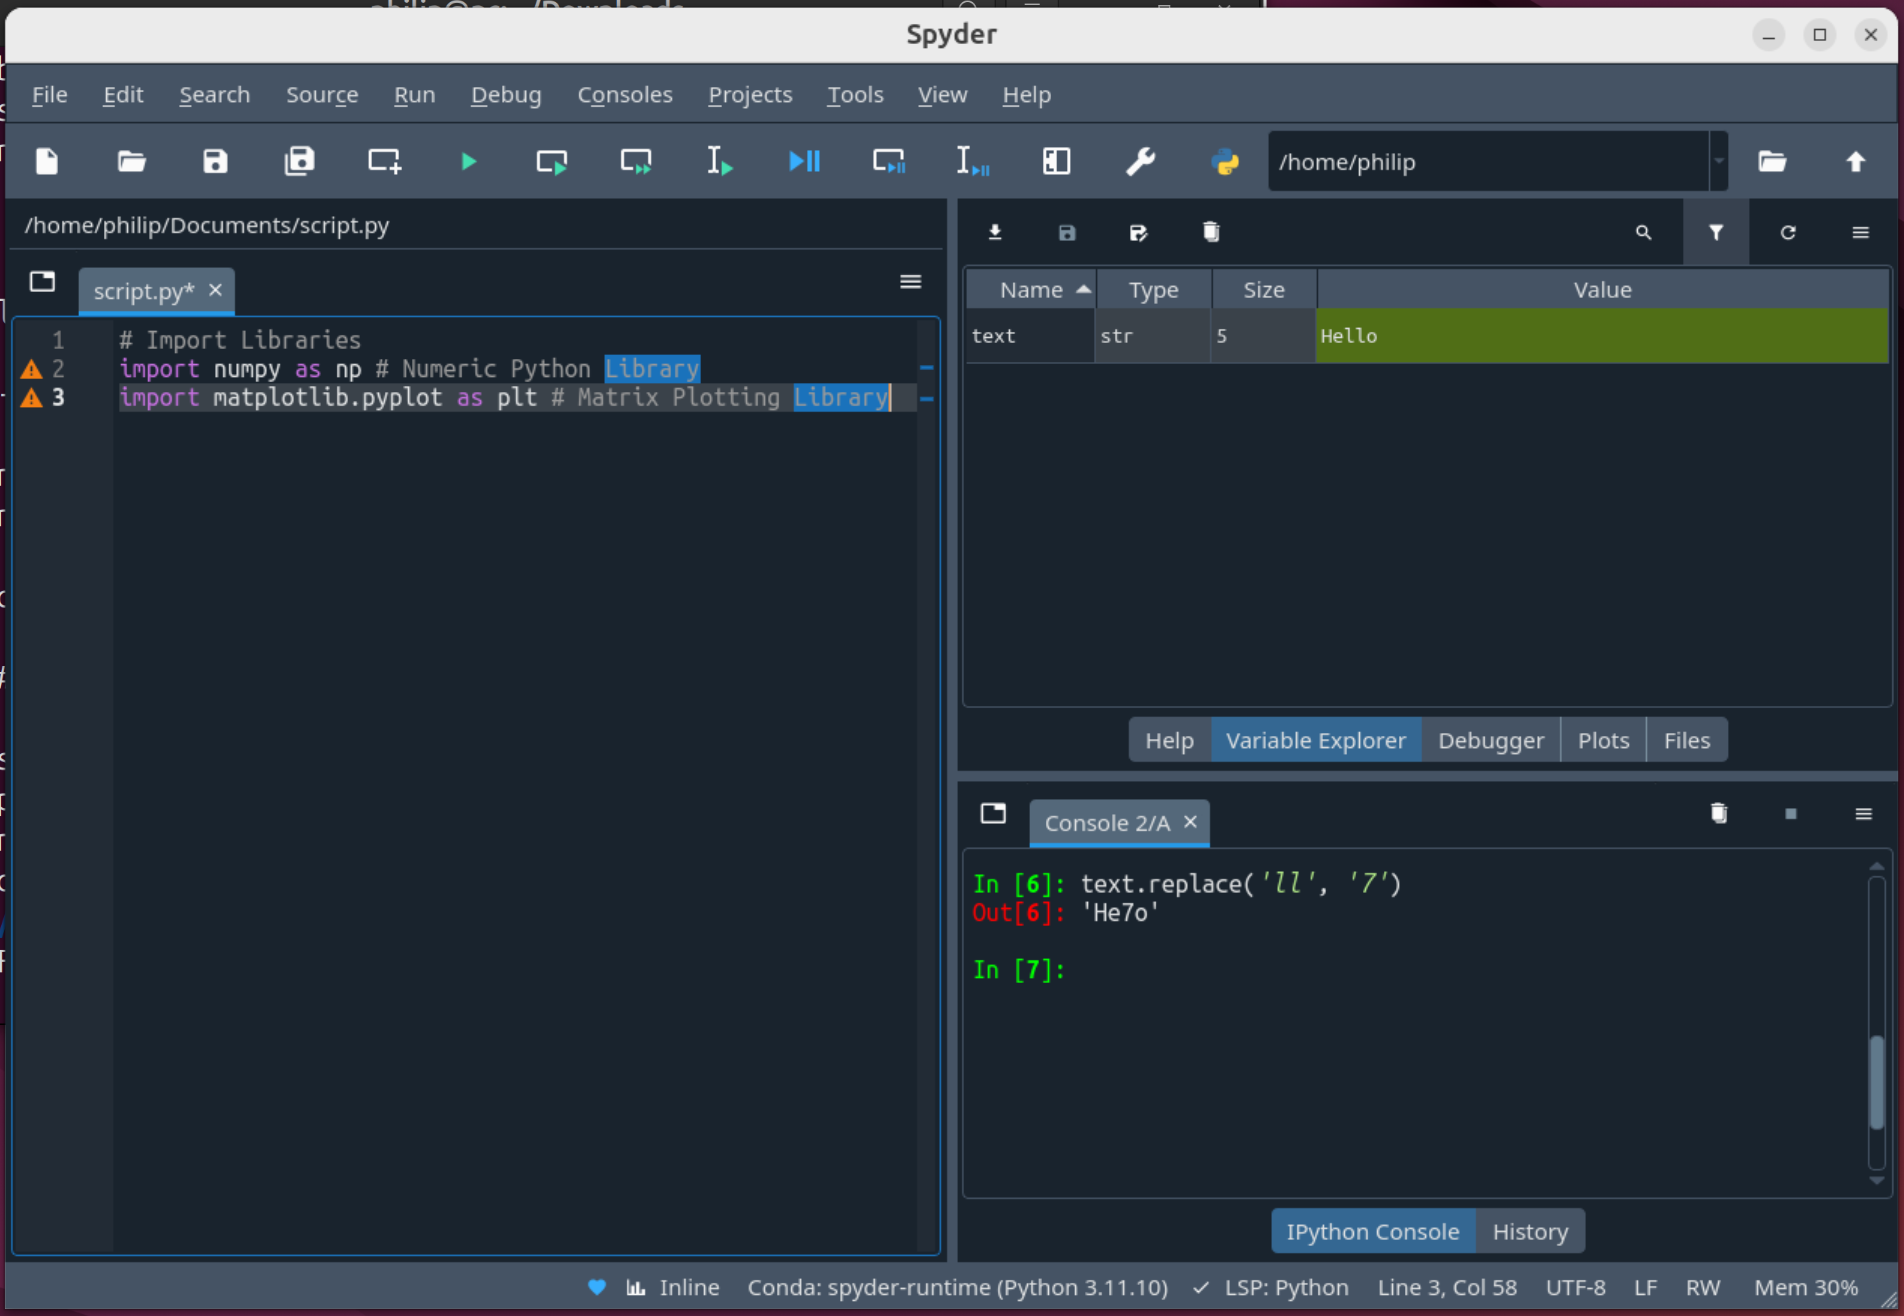 Spyder
File Edit Search Source Run Debug Consoles Projects Tools View Help
/home/philip
/home/philip/Documents/script.py
script.py*
1 # Import Libraries
2 import numpy as np # Numeric Python Library
3 import matplotlib.pyplot as plt # Matrix Plotting Library
Name Type Size Value
text str 5 Hello
Help Variable Explorer Debugger Plots Files
Console 2/A
In [6]: text.replace('ll', '7')
Out[6]: 'He7o'
In [7]:
IPython Console History
Inline Conda: spyder-runtime (Python 3.11.10) ✓ LSP: Python Line 3, Col 58 UTF-8 LF RW Mem 30%